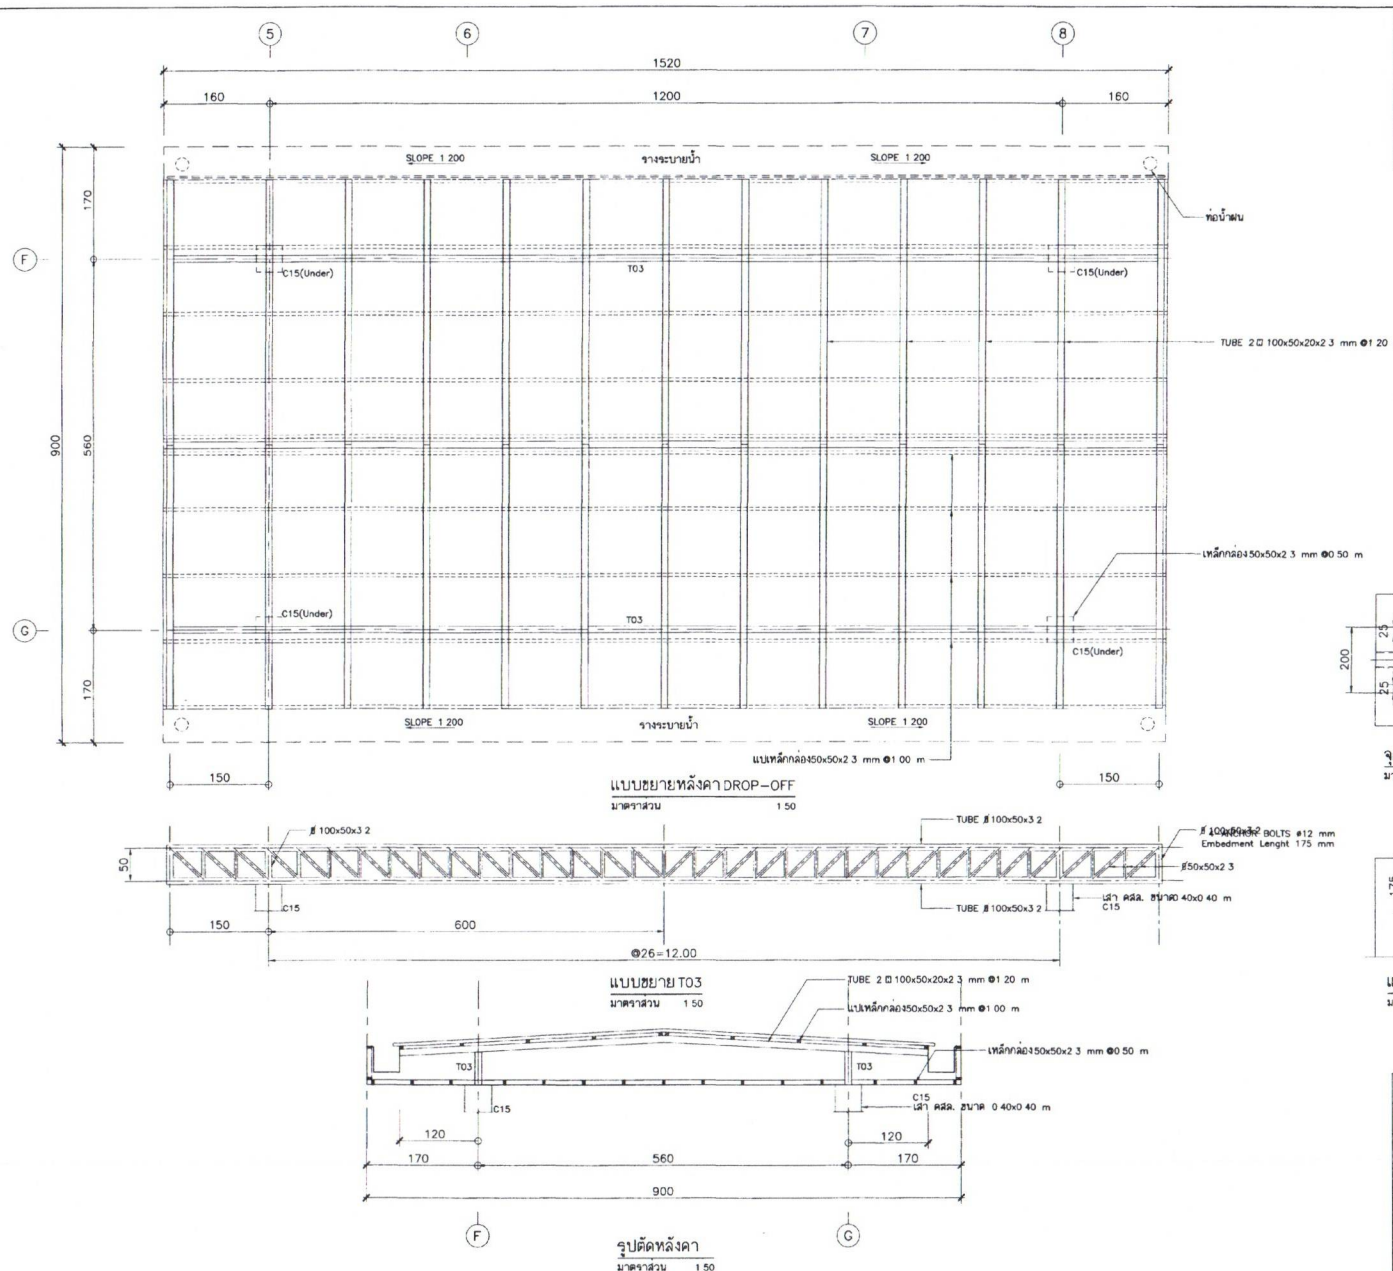 5 6 7 8
1520
160 1200 160
SLOPE 1 200 รางระบายน้ำ SLOPE 1 200
170
ท่อน้ำฝน
F
C15(Under) T03 C15(Under)
TUBE 2 100x50x20x2 3 mm @1 20
900 560
เหล็กกล่อง50x50x2 3 mm @0 50 m
C15(Under) T03
G
C15(Under)
25
200
25
170
SLOPE 1 200 รางระบายน้ำ SLOPE 1 200
แปเหล็กกล่อง50x50x2 3 mm @1 00 m
150 150
แบบขยายหลังคา DROP-OFF
มาตราส่วน 1 50
TUBE 100x50x3 2
100x50x3 2
100x50x3 2
4-ANCHOR BOLTS ø12 mm
Embedment Lenght 175 mm
50
50x50x2 3
175
C15
TUBE 100x50x3 2
เสา คสล. ขนาด0 40x0 40 m
C15
150 600
@26=12.00
แบบขยาย T03
มาตราส่วน 1 50
TUBE 2 100x50x20x2 3 mm @1 20 m
แปเหล็กกล่อง50x50x2 3 mm @1 00 m
เหล็กกล่อง50x50x2 3 mm @0 50 m
T03 T03
C15
C15
เสา คสล. ขนาด 0 40x0 40 m
120 120
170 560 170
900
F G
รูปตัดหลังคา
มาตราส่วน 1 50